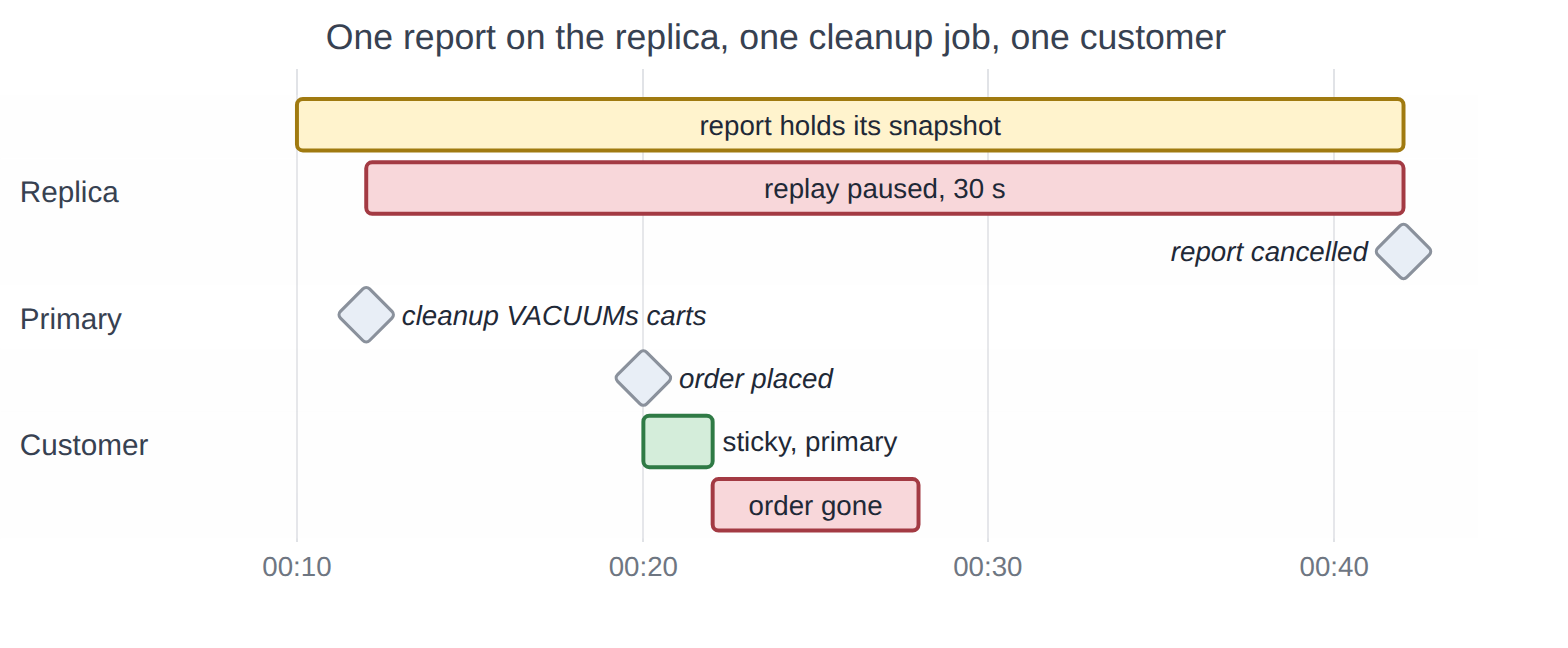 One report on the replica, one cleanup job, one customer
report holds its snapshot
Replica
replay paused, 30 s
report cancelled
Primary
cleanup VACUUMs carts
order placed
Customer
sticky, primary
order gone
00:10
00:20
00:30
00:40